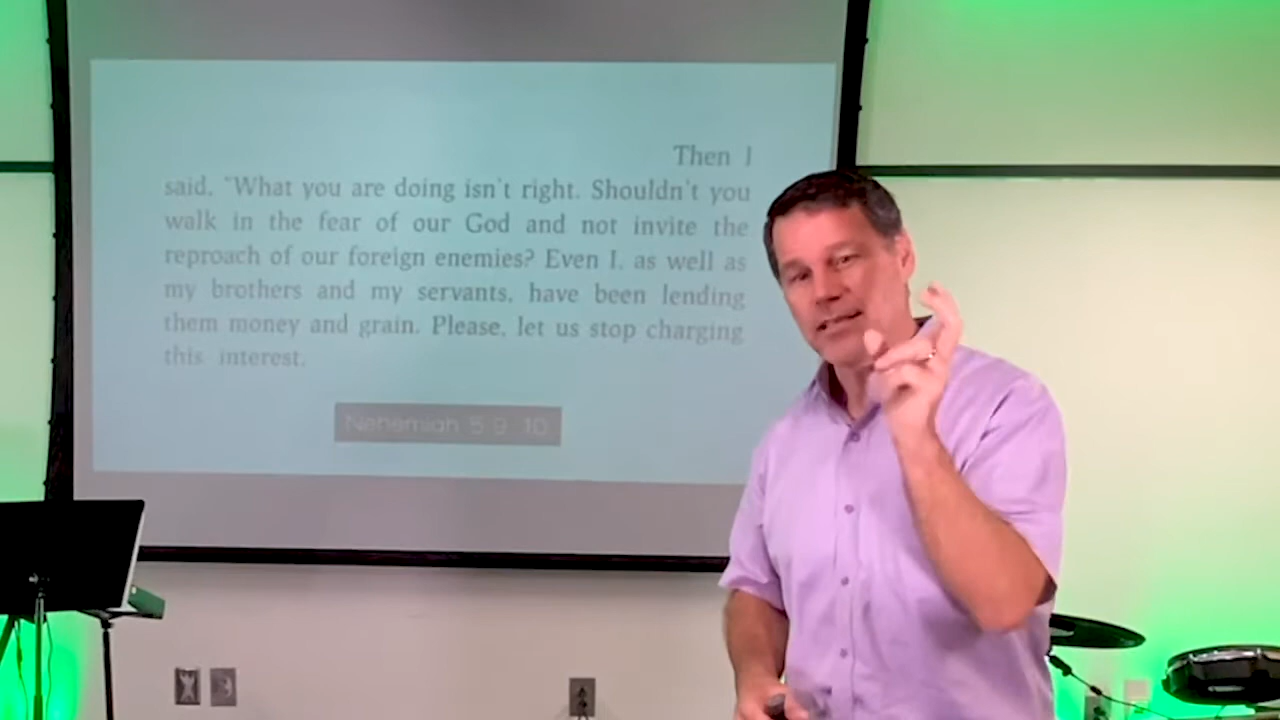 Then I
said, "What you are doing isn't right. Shouldn't you
walk in the fear of our God and not invite the
reproach of our foreign enemies? Even I, as well as
my brothers and my servants, have been lending
them money and grain. Please, let us stop charging
this interest.
Nehemiah 5:9-10